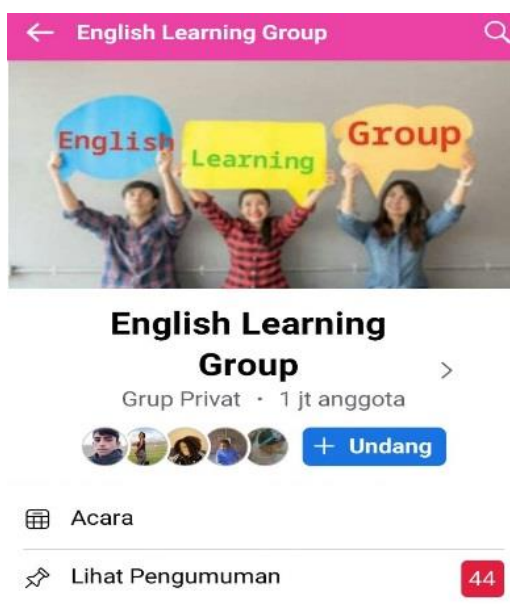 English Learning Group
English
Learning
Group
English Learning
Group
Grup Privat · 1 jt anggota
+ Undang
Acara
Lihat Pengumuman
44